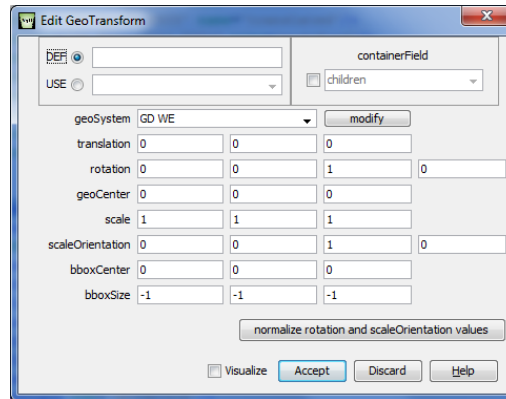 Edit GeoTransform
DEF
containerField
USE
children
geoSystem GD WE modify
translation 0 0 0
rotation 0 0 1 0
geoCenter 0 0 0
scale 1 1 1
scaleOrientation 0 0 1 0
bboxCenter 0 0 0
bboxSize -1 -1 -1
normalize rotation and scaleOrientation values
Visualize Accept Discard Help